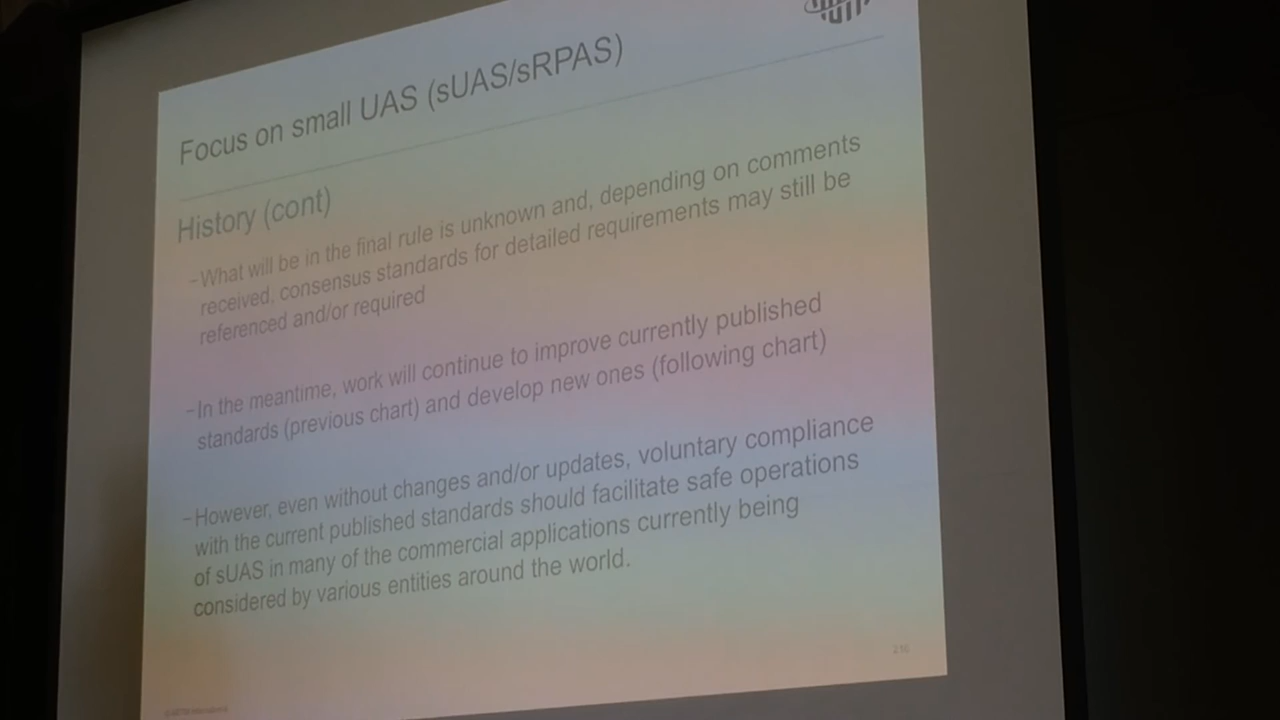 Focus on small UAS (sUAS/sRPAS)
History (cont)
–What will be in the final rule is unknown and, depending on comments
received, consensus standards for detailed requirements may still be
referenced and/or required
–In the meantime, work will continue to improve currently published
standards (previous chart) and develop new ones (following chart)
–However, even without changes and/or updates, voluntary compliance
with the current published standards should facilitate safe operations
of sUAS in many of the commercial applications currently being
considered by various entities around the world.